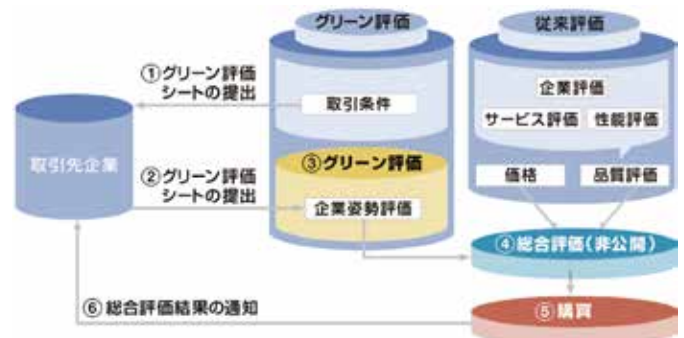 グリーン評価
従来評価
①グリーン評価
シートの提出
取引条件
企業評価
サービス評価
性能評価
取引先企業
③グリーン評価
②グリーン評価
シートの提出
企業姿勢評価
価格
品質評価
④総合評価(非公開)
⑥総合評価結果の通知
⑤購買